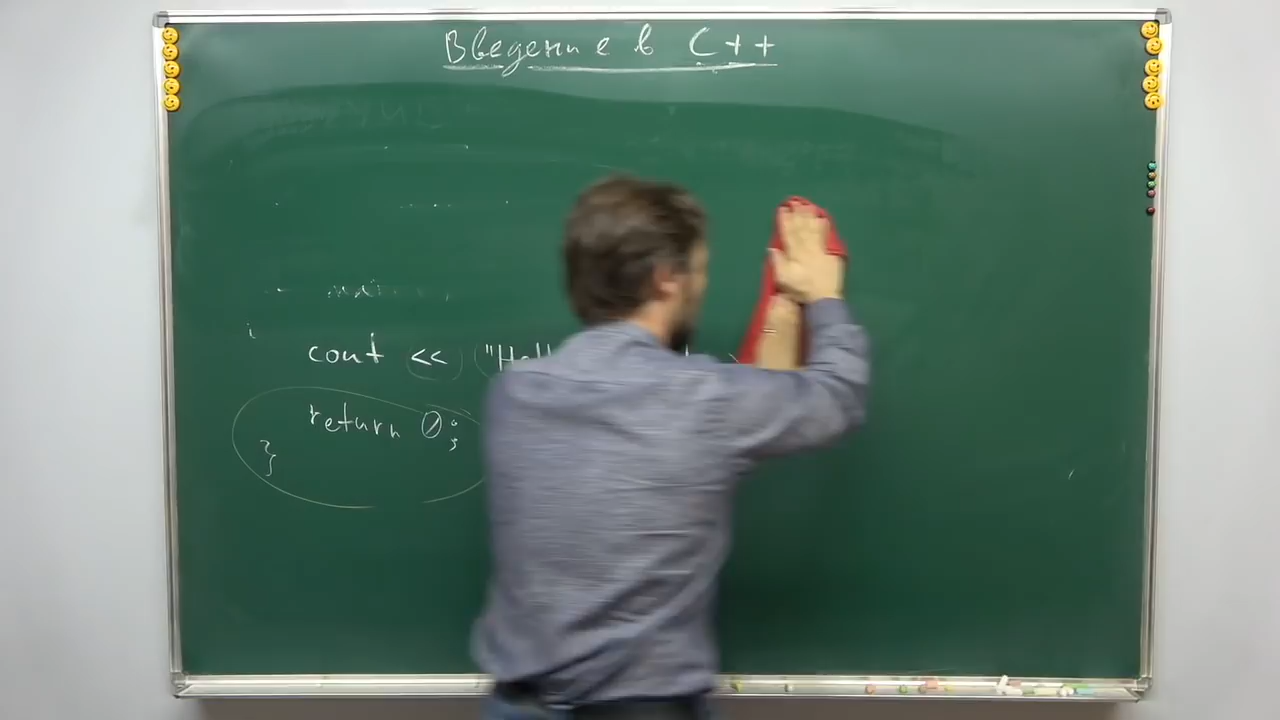 Введение в C++
cout << "Hell
return 0;
}